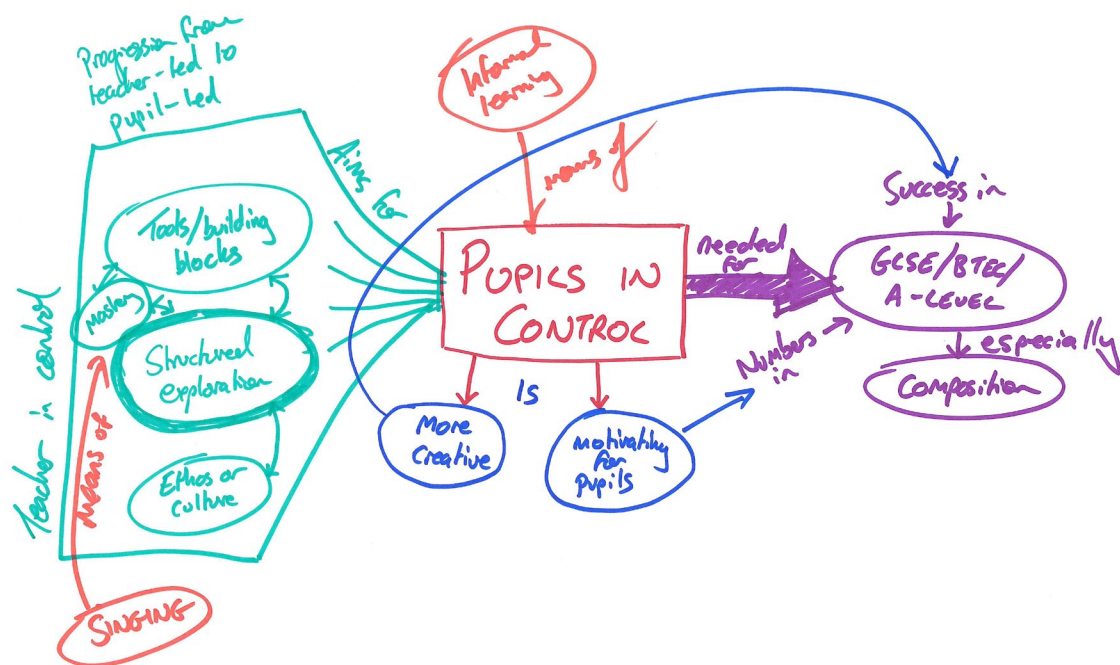 Progression from
teacher-led to
pupil-led
Aims for
Tools/building
blocks
Mastery
Structured
exploration
Ethos or
culture
Teacher in control
means of
SINGING
Informal
learning
means of
PUPILS IN
CONTROL
Is
More
Creative
motivating
for
pupils
needed
for
Numbers
in
Success in
GCSE/BTEC/
A-LEVEL
especially
Composition